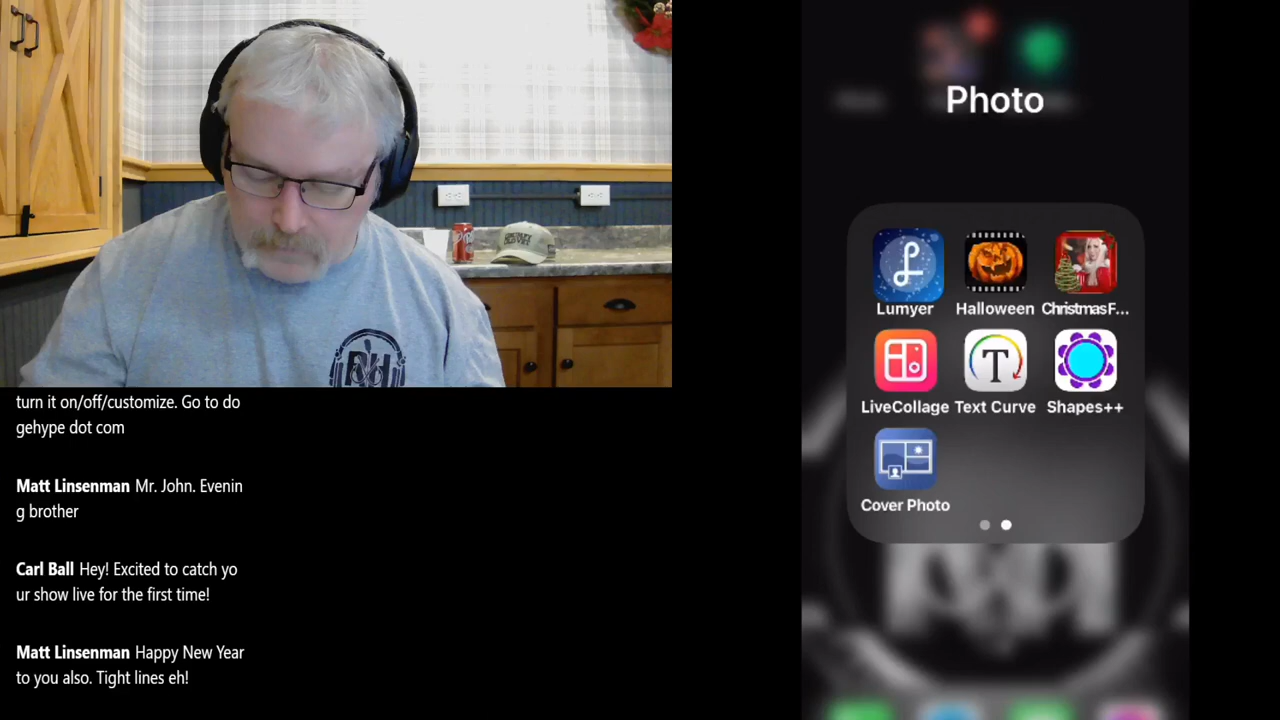 turn it on/off/customize. Go to do
gehype dot com
Matt Linsenman Mr. John. Evenin
g brother
Carl Ball Hey! Excited to catch yo
ur show live for the first time!
Matt Linsenman Happy New Year
to you also. Tight lines eh!
Photo
Lumyer
Halloween
ChristmasF...
LiveCollage
T
Text Curve
Shapes++
Cover Photo